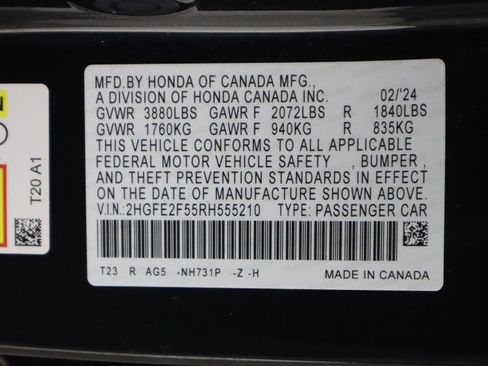 MFD.BY HONDA OF CANADA MFG.,
A DIVISION OF HONDA CANADA INC. 02/'24
GVWR 3880LBS GAWR F 2072LBS R 1840LBS
GVWR 1760KG GAWR F 940KG R 835KG
THIS VEHICLE CONFORMS TO ALL APPLICABLE
FEDERAL MOTOR VEHICLE SAFETY , BUMPER ,
AND THEFT PREVENTION STANDARDS IN EFFECT
ON THE DATE OF MANUFACTURE SHOWN ABOVE.
V.I.N.:2HGFE2F55RH555210 TYPE: PASSENGER CAR
T23 R AG5 -NH731P -Z -H MADE IN CANADA
T20 A1